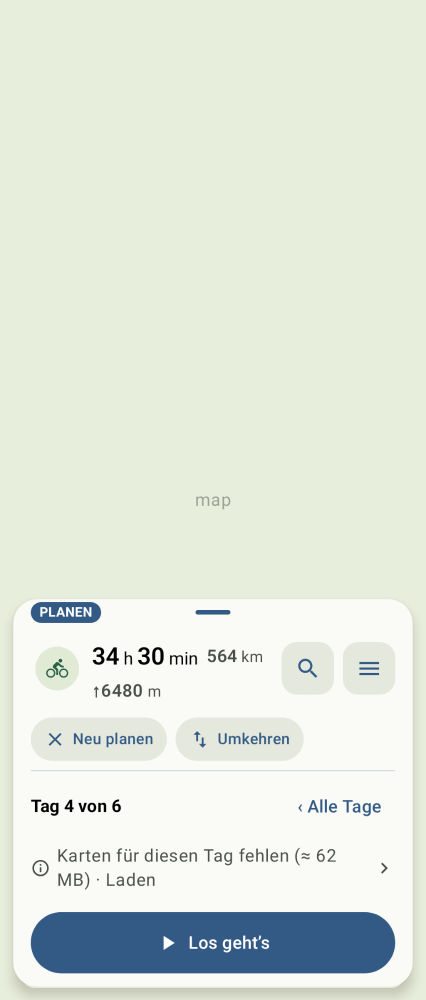 map
PLANEN
34 h 30 min 564 km
↑6480 m
Neu planen Umkehren
Tag 4 von 6 ‹ Alle Tage
Karten für diesen Tag fehlen (≈ 62
MB) · Laden
Los geht’s